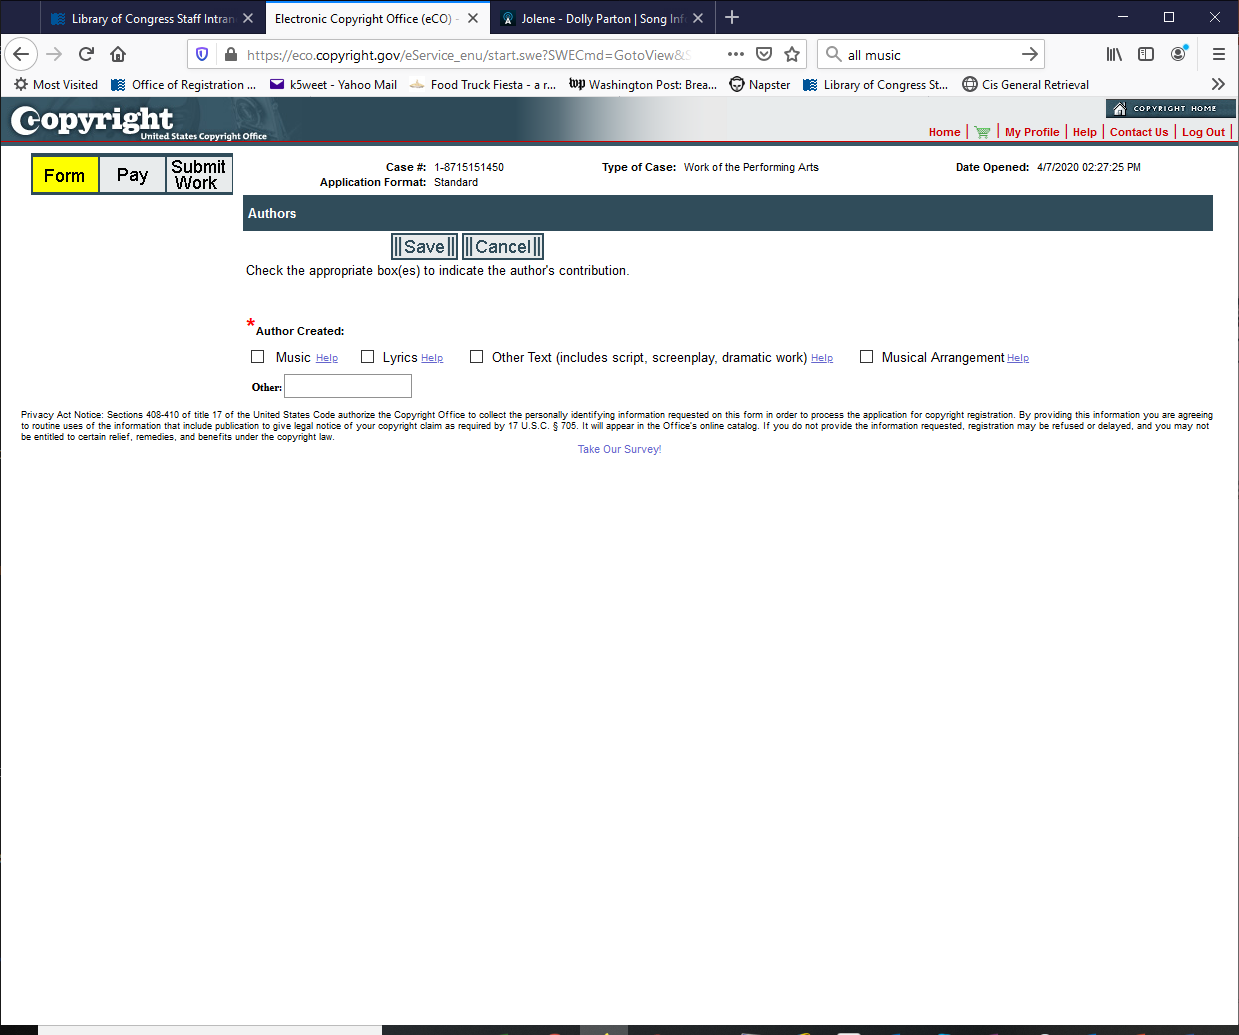 Library of Congress Staff Intran
Electronic Copyright Office (eCO) -
Jolene - Dolly Parton | Song Inf
https://eco.copyright.gov/eService_enu/start.swe?SWECmd=GotoView&S
all music
Most Visited
Office of Registration ...
k5weet - Yahoo Mail
Food Truck Fiesta - a r...
wp Washington Post: Brea...
Napster
Library of Congress St...
Cis General Retrieval
Copyright
United States Copyright Office
COPYRIGHT HOME
Home | | My Profile | Help | Contact Us | Log Out |
Form
Pay
Submit
Work
Case #: 1-8715151450
Type of Case: Work of the Performing Arts
Date Opened: 4/7/2020 02:27:25 PM
Application Format: Standard
Authors
||Save||
||Cancel||
Check the appropriate box(es) to indicate the author's contribution.
*Author Created:
Music Help
Lyrics Help
Other Text (includes script, screenplay, dramatic work) Help
Musical Arrangement Help
Other:
Privacy Act Notice: Sections 408-410 of title 17 of the United States Code authorize the Copyright Office to collect the personally identifying information requested on this form in order to process the application for copyright registration. By providing this information you are agreeing
to routine uses of the information that include publication to give legal notice of your copyright claim as required by 17 U.S.C. § 705. It will appear in the Office's online catalog. If you do not provide the information requested, registration may be refused or delayed, and you may not
be entitled to certain relief, remedies, and benefits under the copyright law.
Take Our Survey!